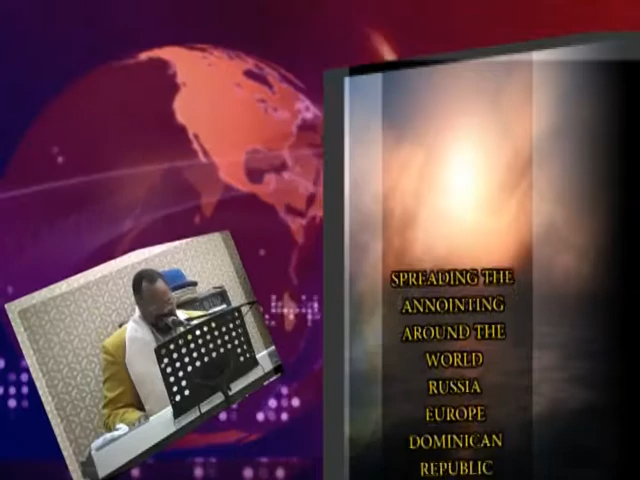 SPREADING THE
ANNOINTING
AROUND THE
WORLD
RUSSIA
EUROPE
DOMINICAN
REPUBLIC